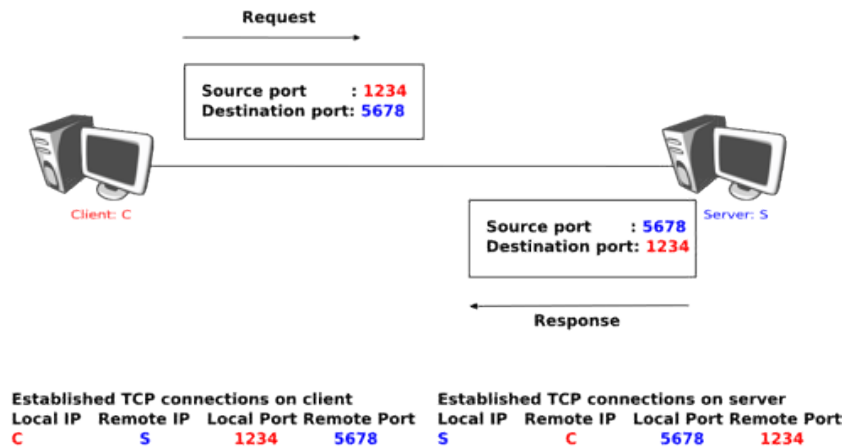 Request
Source port : 1234
Destination port: 5678
Client: C
Server: S
Source port : 5678
Destination port: 1234
Response
Established TCP connections on client
Local IP Remote IP Local Port Remote Port
C S 1234 5678
Established TCP connections on server
Local IP Remote IP Local Port Remote Port
S C 5678 1234